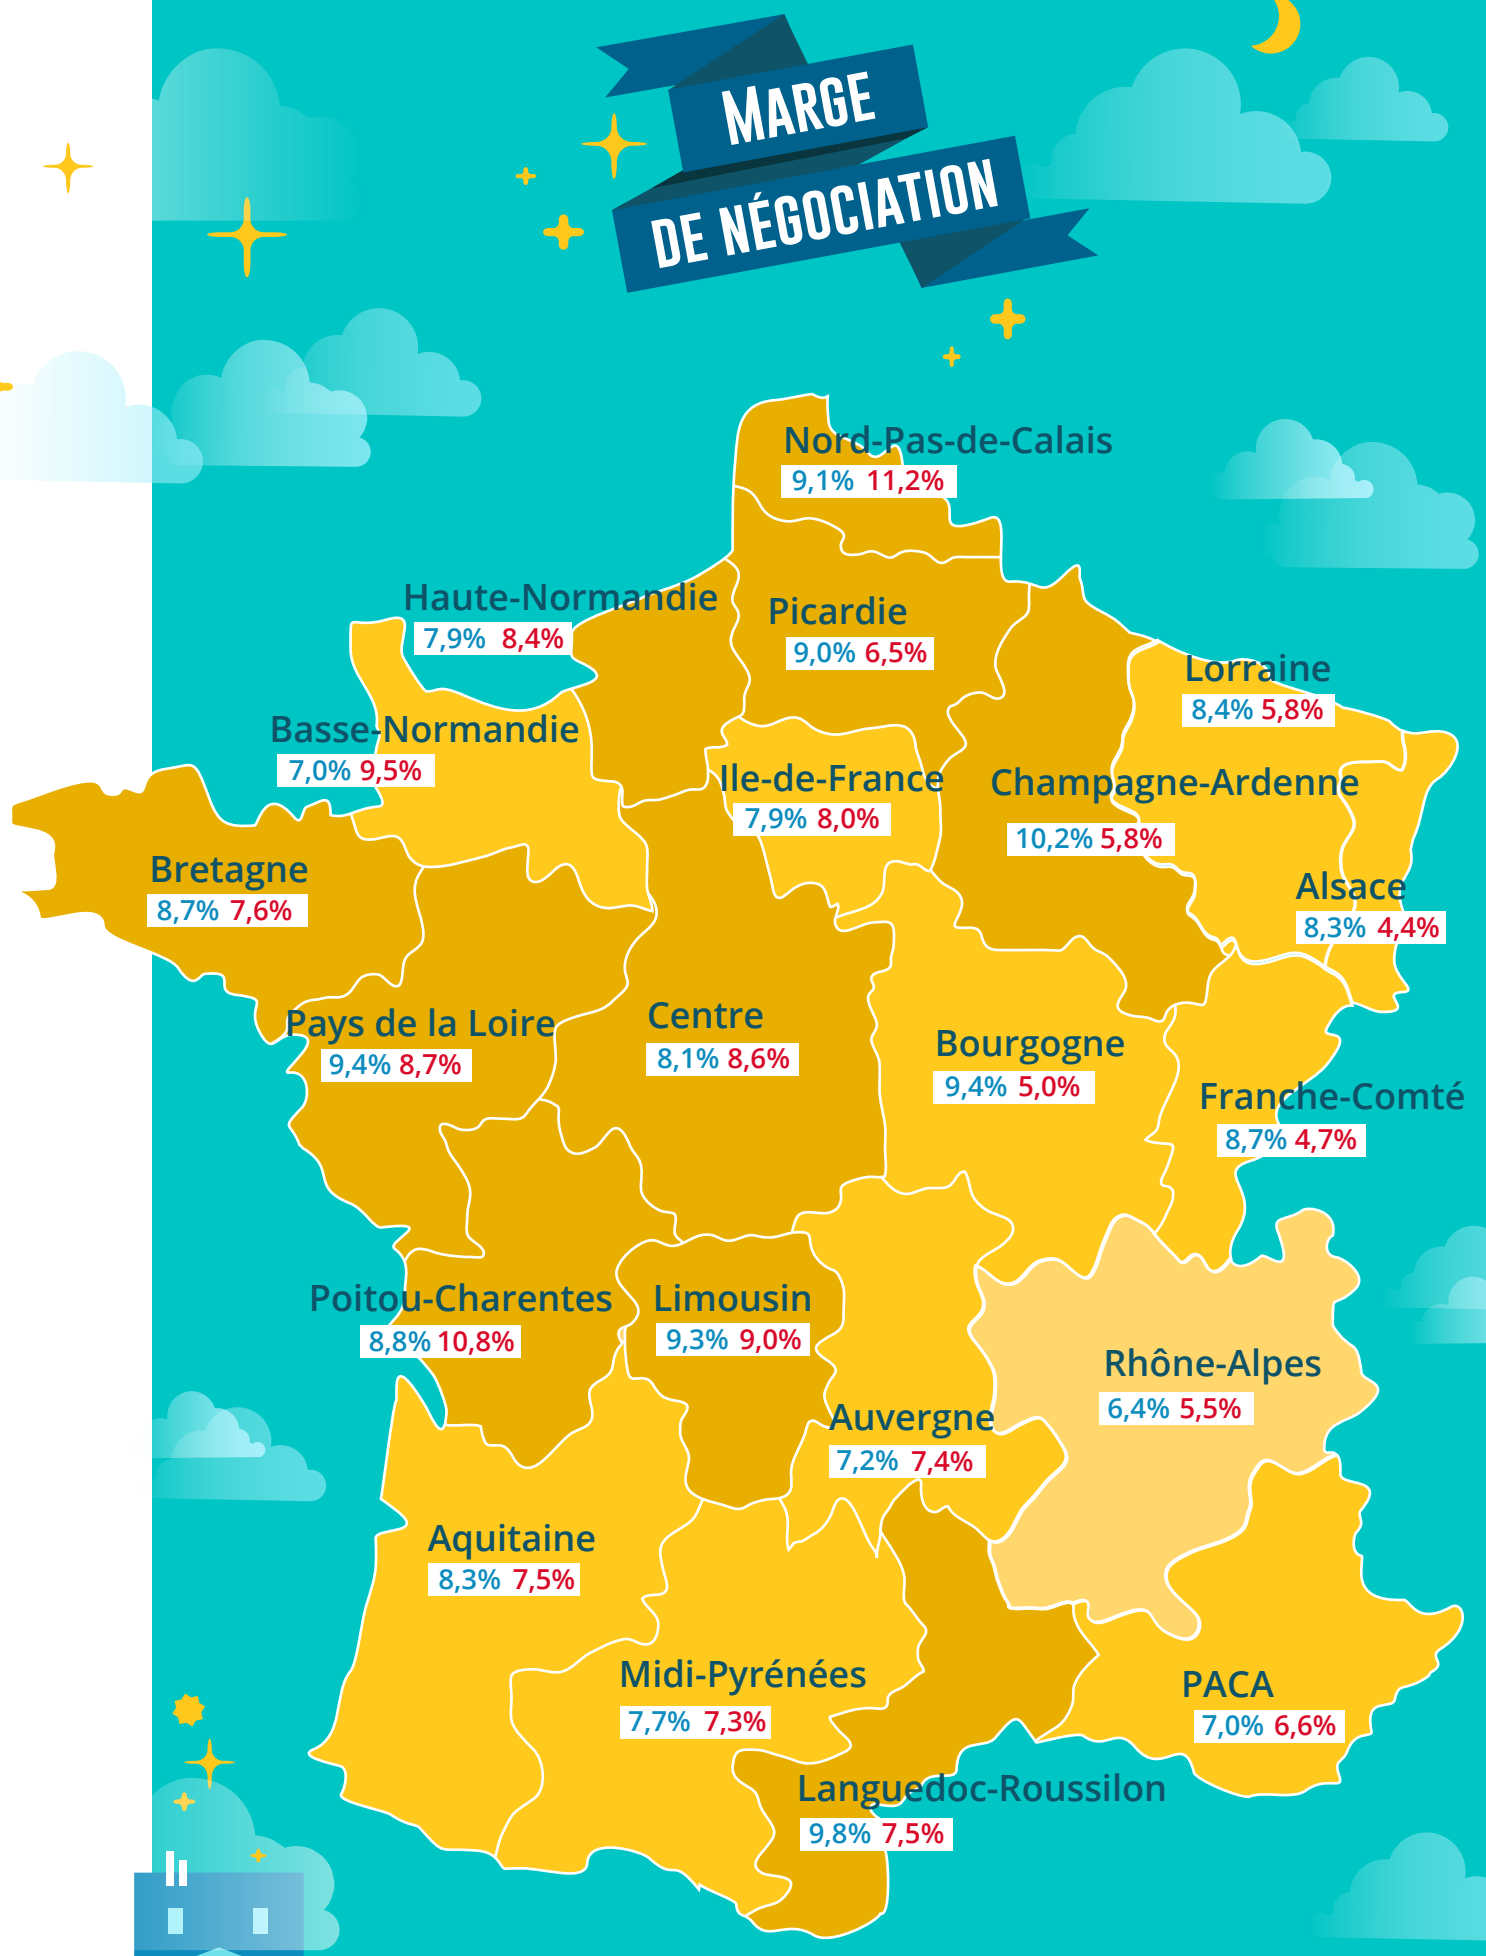 MARGE
DE NÉGOCIATION
Nord-Pas-de-Calais
9,1% 11,2%
Haute-Normandie
7,9% 8,4%
Picardie
9,0% 6,5%
Lorraine
8,4% 5,8%
Basse-Normandie
7,0% 9,5%
Ile-de-France
7,9% 8,0%
Champagne-Ardenne
10,2% 5,8%
Bretagne
8,7% 7,6%
Alsace
8,3% 4,4%
Pays de la Loire
9,4% 8,7%
Centre
8,1% 8,6%
Bourgogne
9,4% 5,0%
Franche-Comté
8,7% 4,7%
Poitou-Charentes
8,8% 10,8%
Limousin
9,3% 9,0%
Rhône-Alpes
6,4% 5,5%
Auvergne
7,2% 7,4%
Aquitaine
8,3% 7,5%
Midi-Pyrénées
7,7% 7,3%
PACA
7,0% 6,6%
Languedoc-Roussilon
9,8% 7,5%